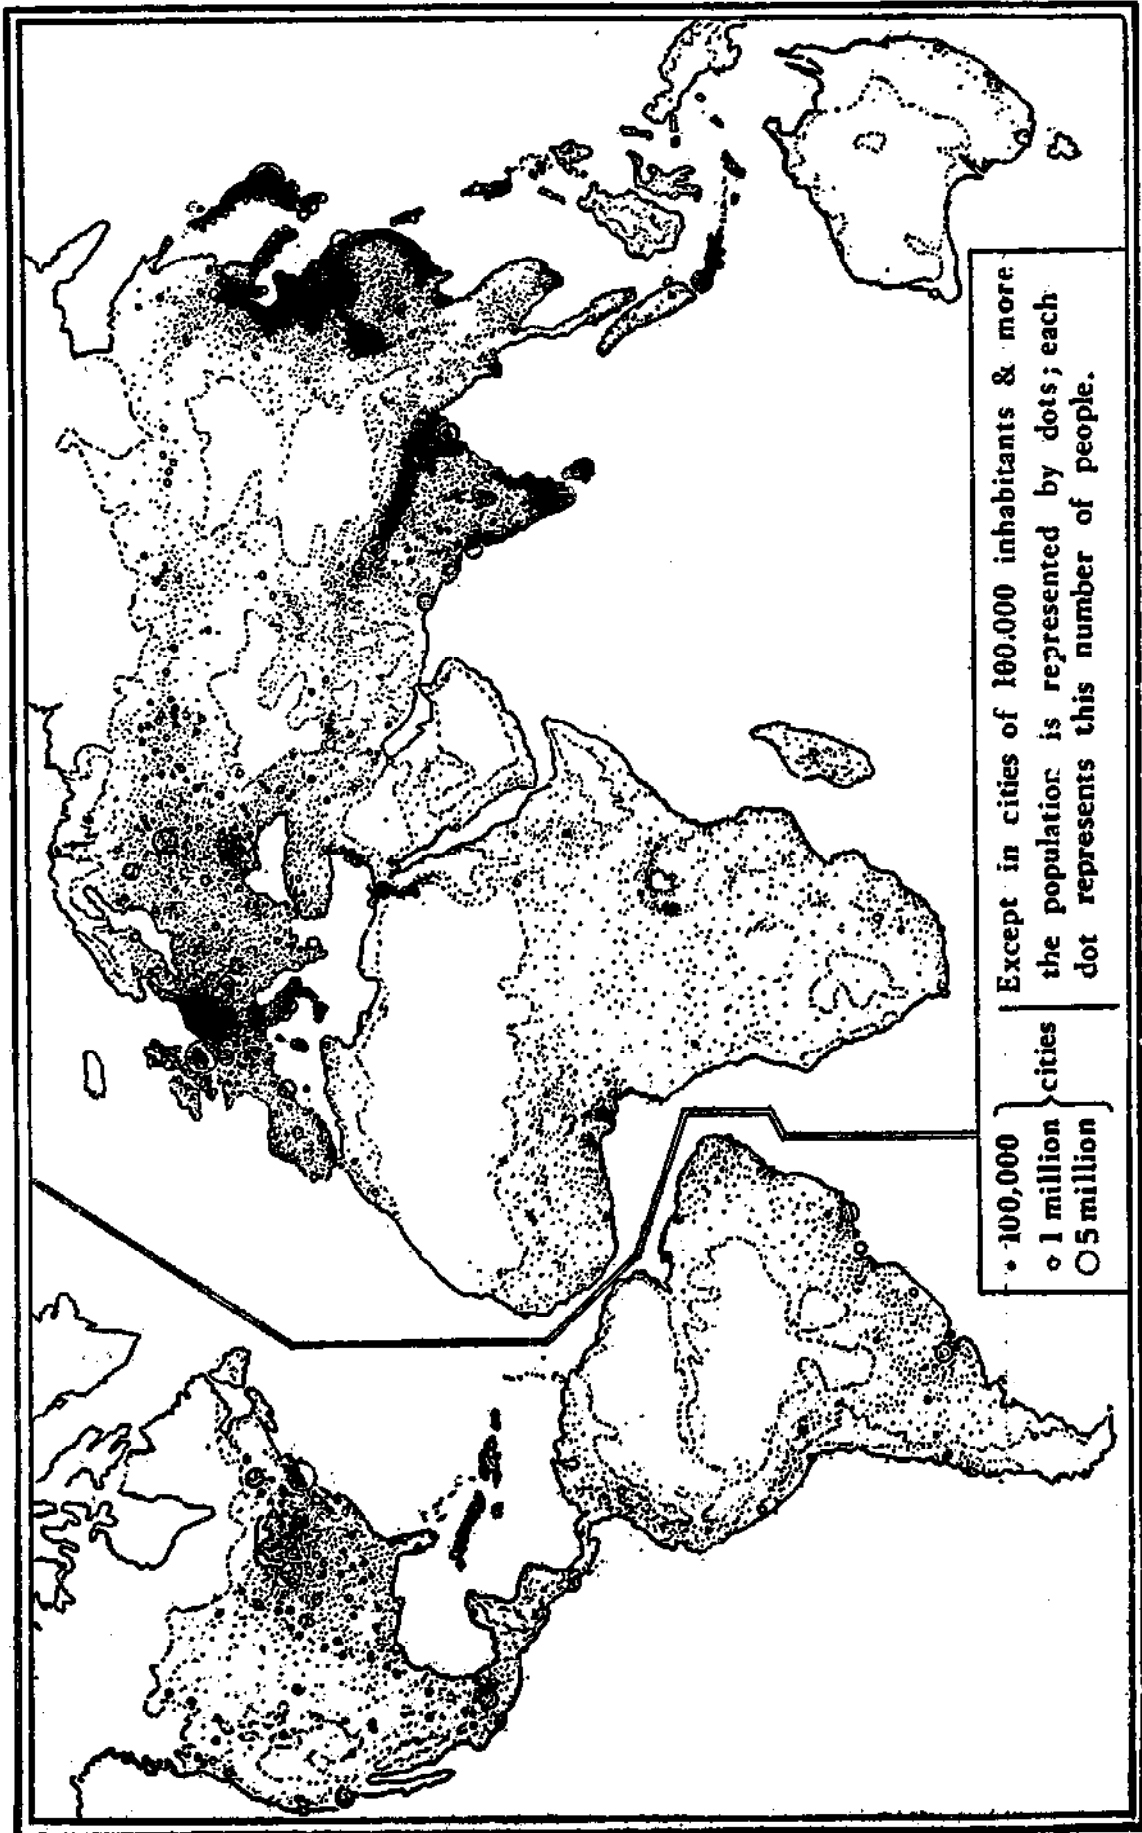 • 100,000
o 1 million
O 5 million
cities
Except in cities of 100.000 inhabitants & more
the population is represented by dots; each
dot represents this number of people.